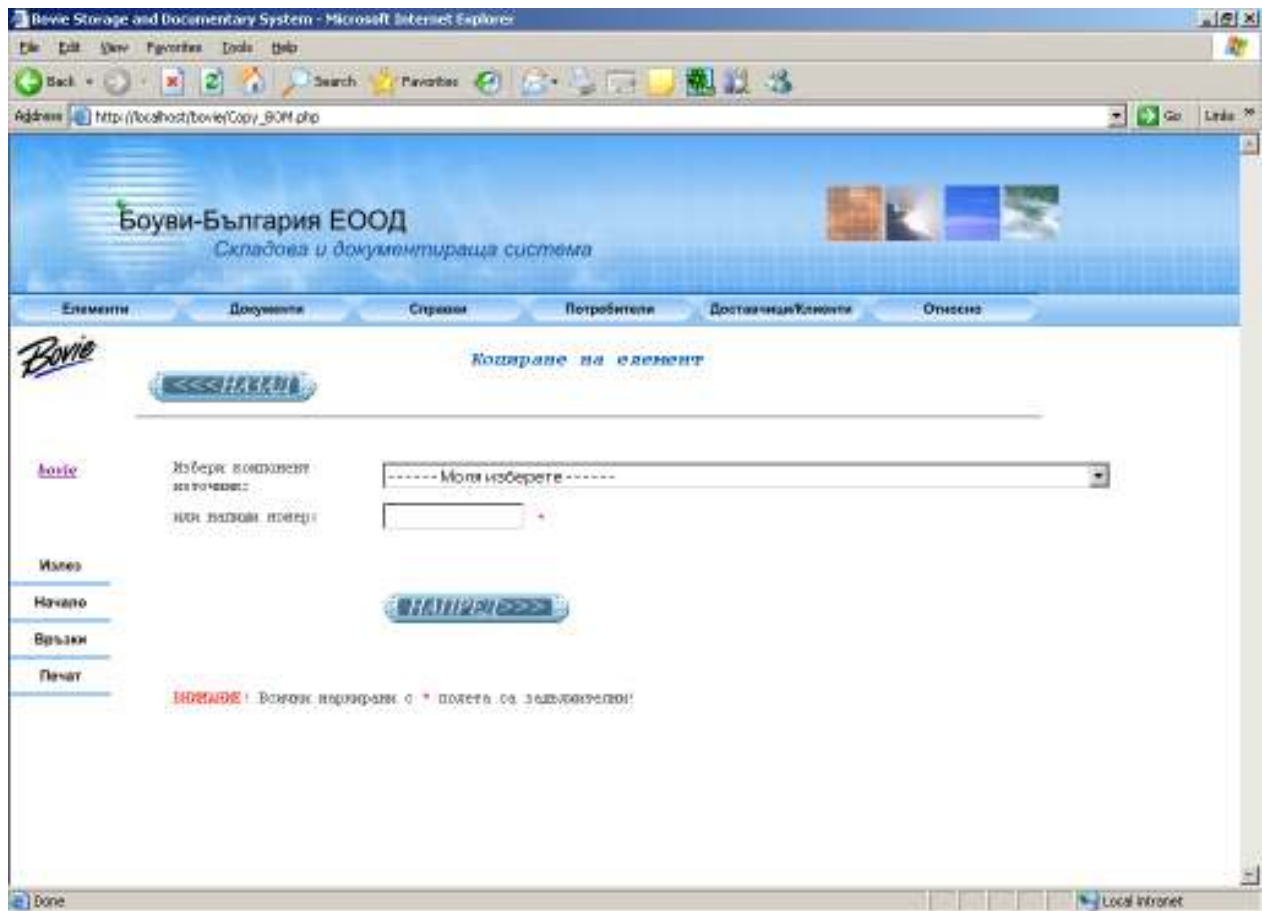 Bovie Storage and Documentary System - Microsoft Internet Explorer
File Edit View Favorites Tools Help
Back Search Favorites
Address http://localhost/bovie/Copy_BOM.php Go Links »
Боуви-България ЕООД
Складова и документираща система
Елементи Документи Справки Потребители Доставчици/Клиенти Относно
Bovie
Копиране на елемент
<<<НАЗАД
bovie
Избери компонент
източник:
------ Моля изберете ------
или напиши номер:
*
Излез
НАПРЕД>>>
Начало
Връзки
Печат
ВНИМАНИЕ! Всички маркирани с * полета са задължителни!
Done Local intranet